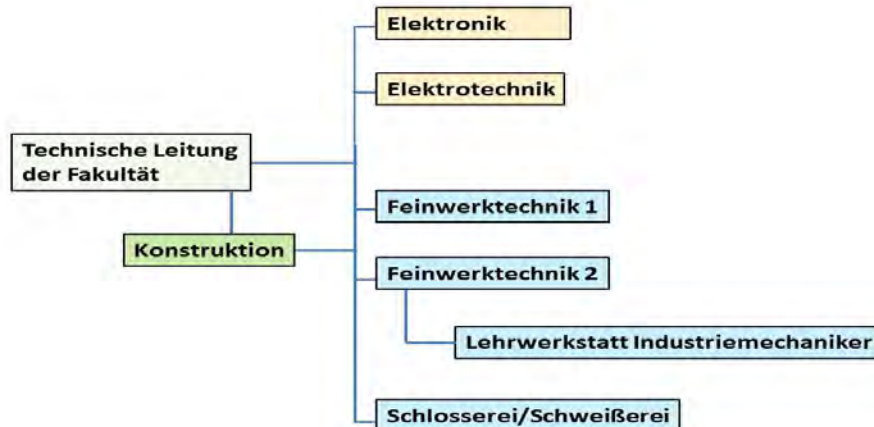 Elektronik
Elektrotechnik
Technische Leitung
der Fakultät
Feinwerktechnik 1
Konstruktion
Feinwerktechnik 2
Lehrwerkstatt Industriemechaniker
Schlosserei/Schweißerei